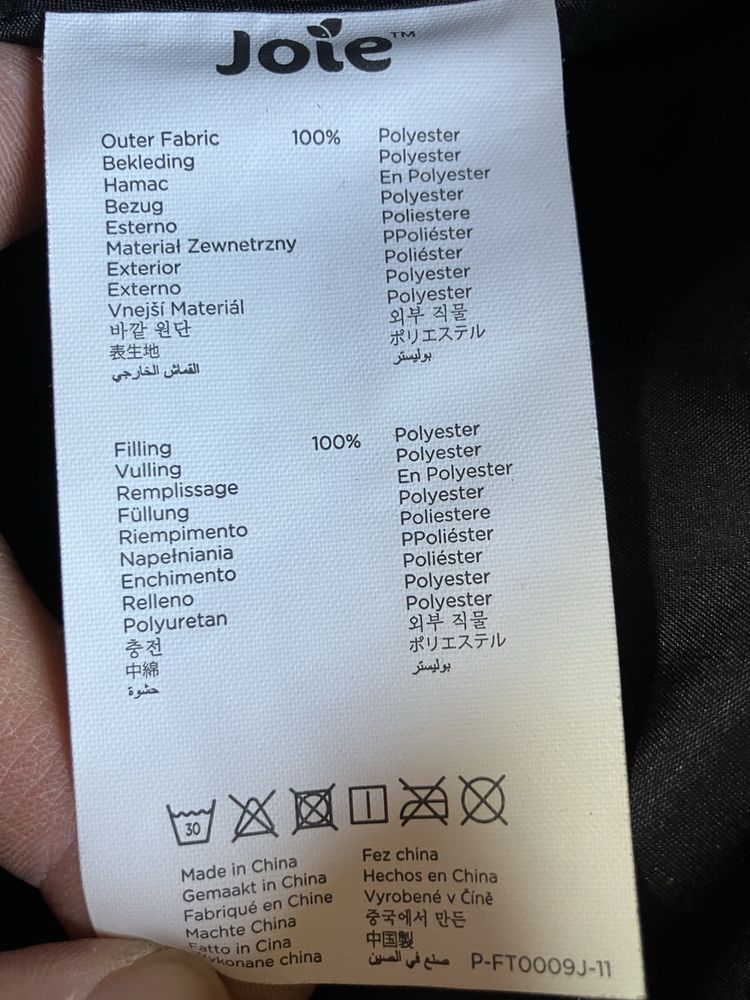 Joie™
Outer Fabric 100% Polyester
Bekleding Polyester
Hamac En Polyester
Bezug Polyester
Esterno Poliestere
Materiał Zewnetrzny PPoliéster
Exterior Poliéster
Externo Polyester
Vnejší Materiál Polyester
바깥 원단 외부 직물
表生地 ポリエステル
القماش الخارجي بوليستر
Filling 100% Polyester
Vulling Polyester
Remplissage En Polyester
Füllung Polyester
Riempimento Poliestere
Napełniania PPoliéster
Enchimento Poliéster
Relleno Polyester
Polyuretan Polyester
충전 외부 직물
中綿 ポリエステル
حشوة بوليستر
30
Made in China Fez china
Gemaakt in China Hechos en China
Fabriqué en Chine Vyrobené v Číně
Machte China 중국에서 만든
Fatto in Cina 中国製
konane china صنع في الصين P-FT0009J-11